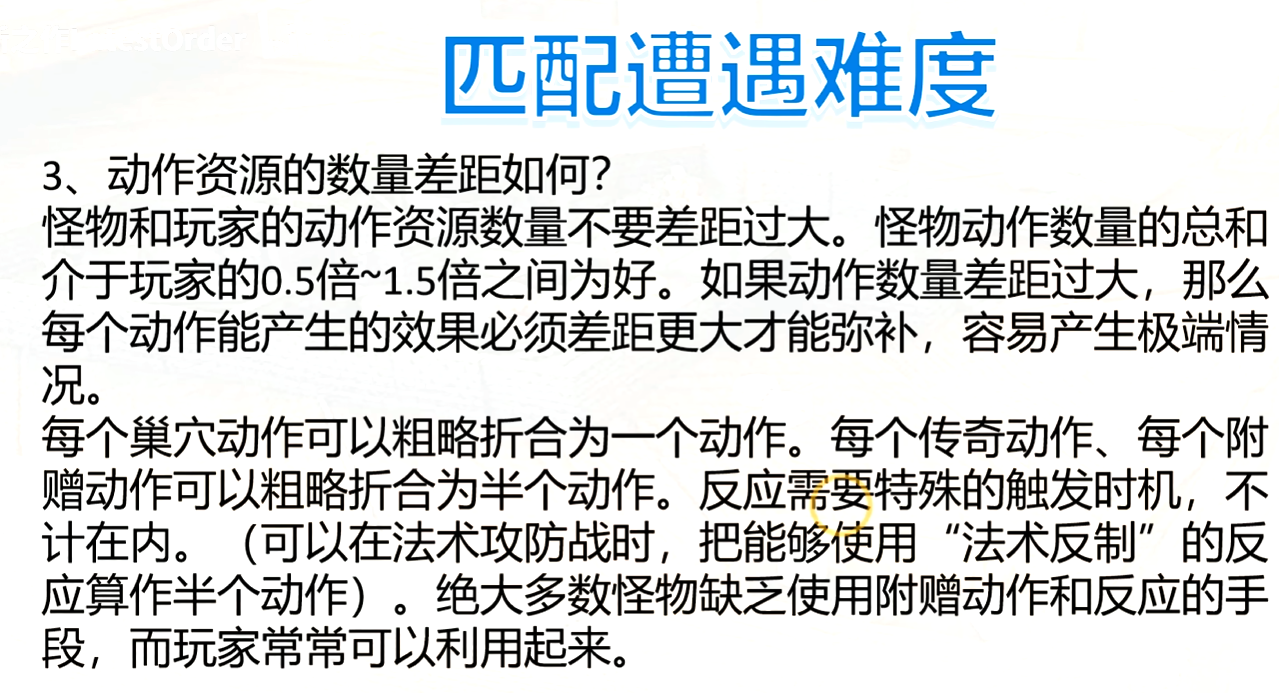 匹配遭遇难度
3、动作资源的数量差距如何？
怪物和玩家的动作资源数量不要差距过大。怪物动作数量的总和
介于玩家的0.5倍~1.5倍之间为好。如果动作数量差距过大，那么
每个动作能产生的效果必须差距更大才能弥补，容易产生极端情
况。
每个巢穴动作可以粗略折合为一个动作。每个传奇动作、每个附
赠动作可以粗略折合为半个动作。反应需要特殊的触发时机，不
计在内。（可以在法术攻防战时，把能够使用“法术反制”的反
应算作半个动作）。绝大多数怪物缺乏使用附赠动作和反应的手
段，而玩家常常可以利用起来。